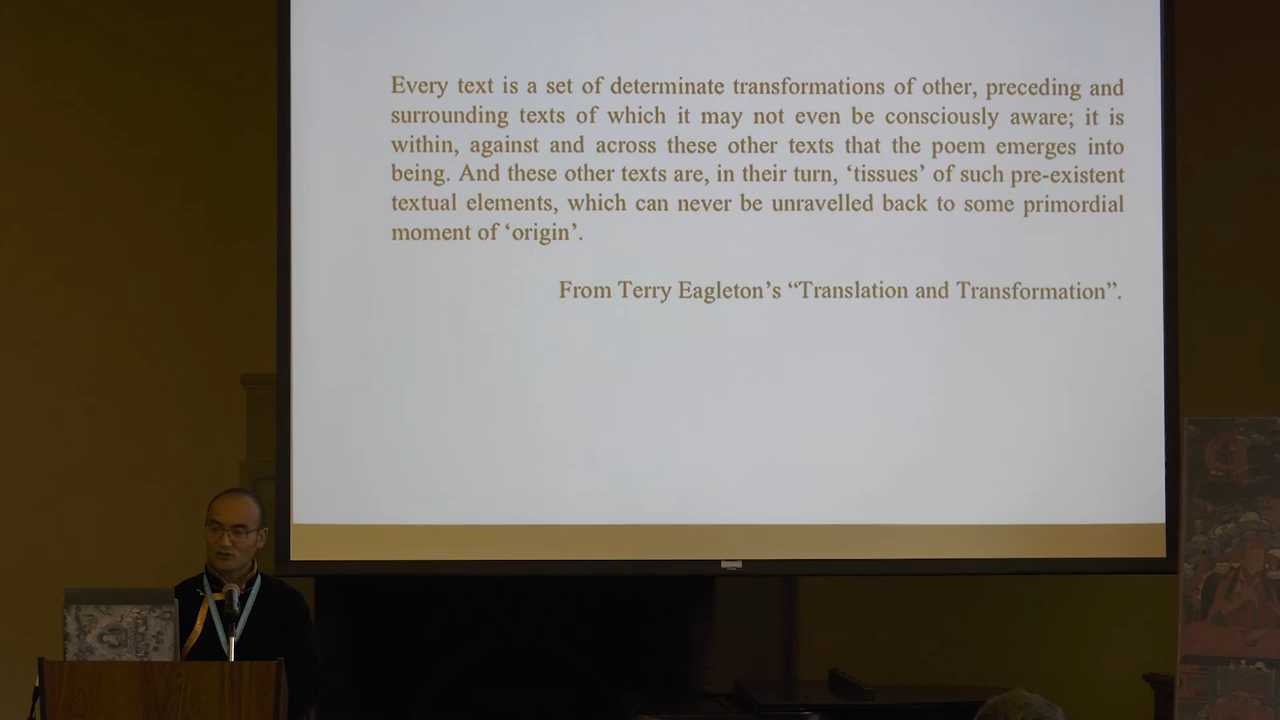 Every text is a set of determinate transformations of other, preceding and
surrounding texts of which it may not even be consciously aware; it is
within, against and across these other texts that the poem emerges into
being. And these other texts are, in their turn, ‘tissues’ of such pre-existent
textual elements, which can never be unravelled back to some primordial
moment of ‘origin’.
From Terry Eagleton’s “Translation and Transformation”.